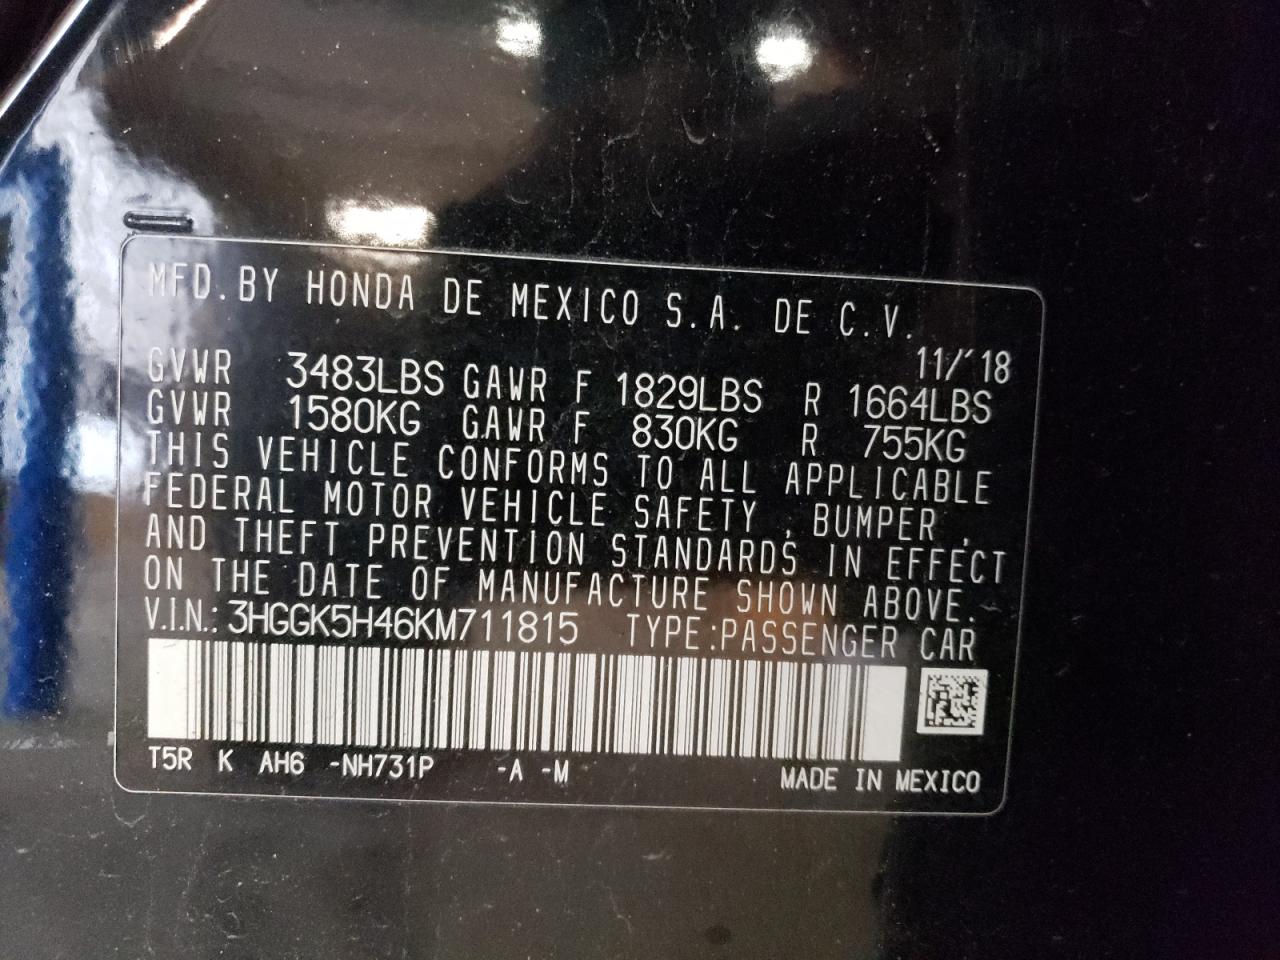 MFD. BY HONDA DE MEXICO S.A. DE C.V.
11/'18
GVWR 3483LBS GAWR F 1829LBS R 1664LBS
GVWR 1580KG GAWR F 830KG R 755KG
THIS VEHICLE CONFORMS TO ALL APPLICABLE
FEDERAL MOTOR VEHICLE SAFETY , BUMPER ,
AND THEFT PREVENTION STANDARDS IN EFFECT
ON THE DATE OF MANUFACTURE SHOWN ABOVE.
V.I.N.: 3HGGK5H46KM711815 TYPE:PASSENGER CAR
T5R K AH6 -NH731P -A -M MADE IN MEXICO